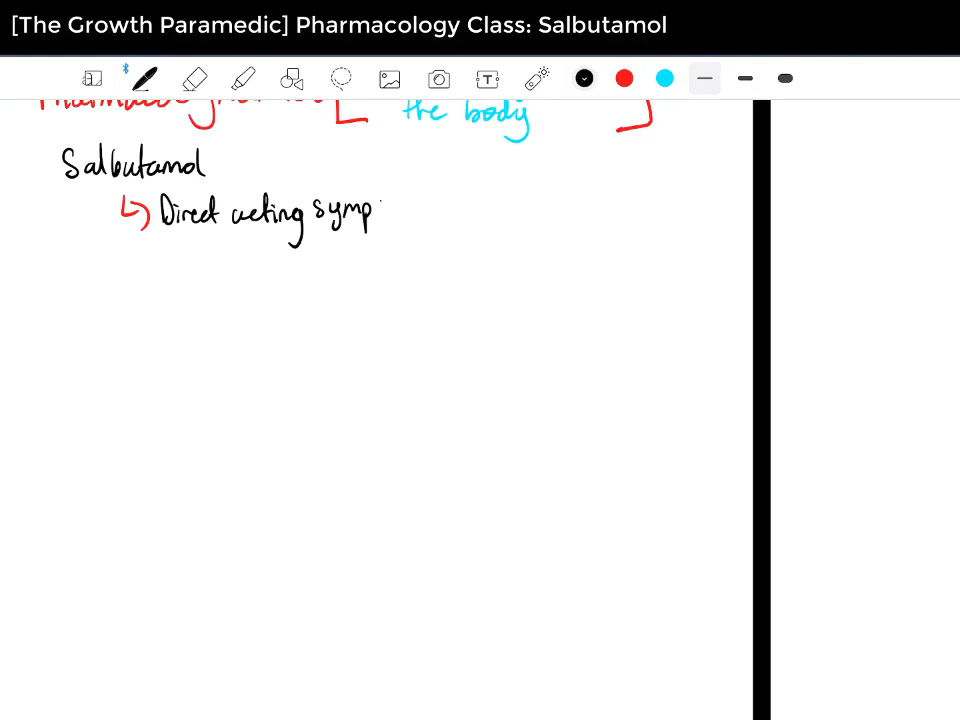 [The Growth Paramedic] Pharmacology Class: Salbutamol
the body
Salbutamol
Direct acting symp